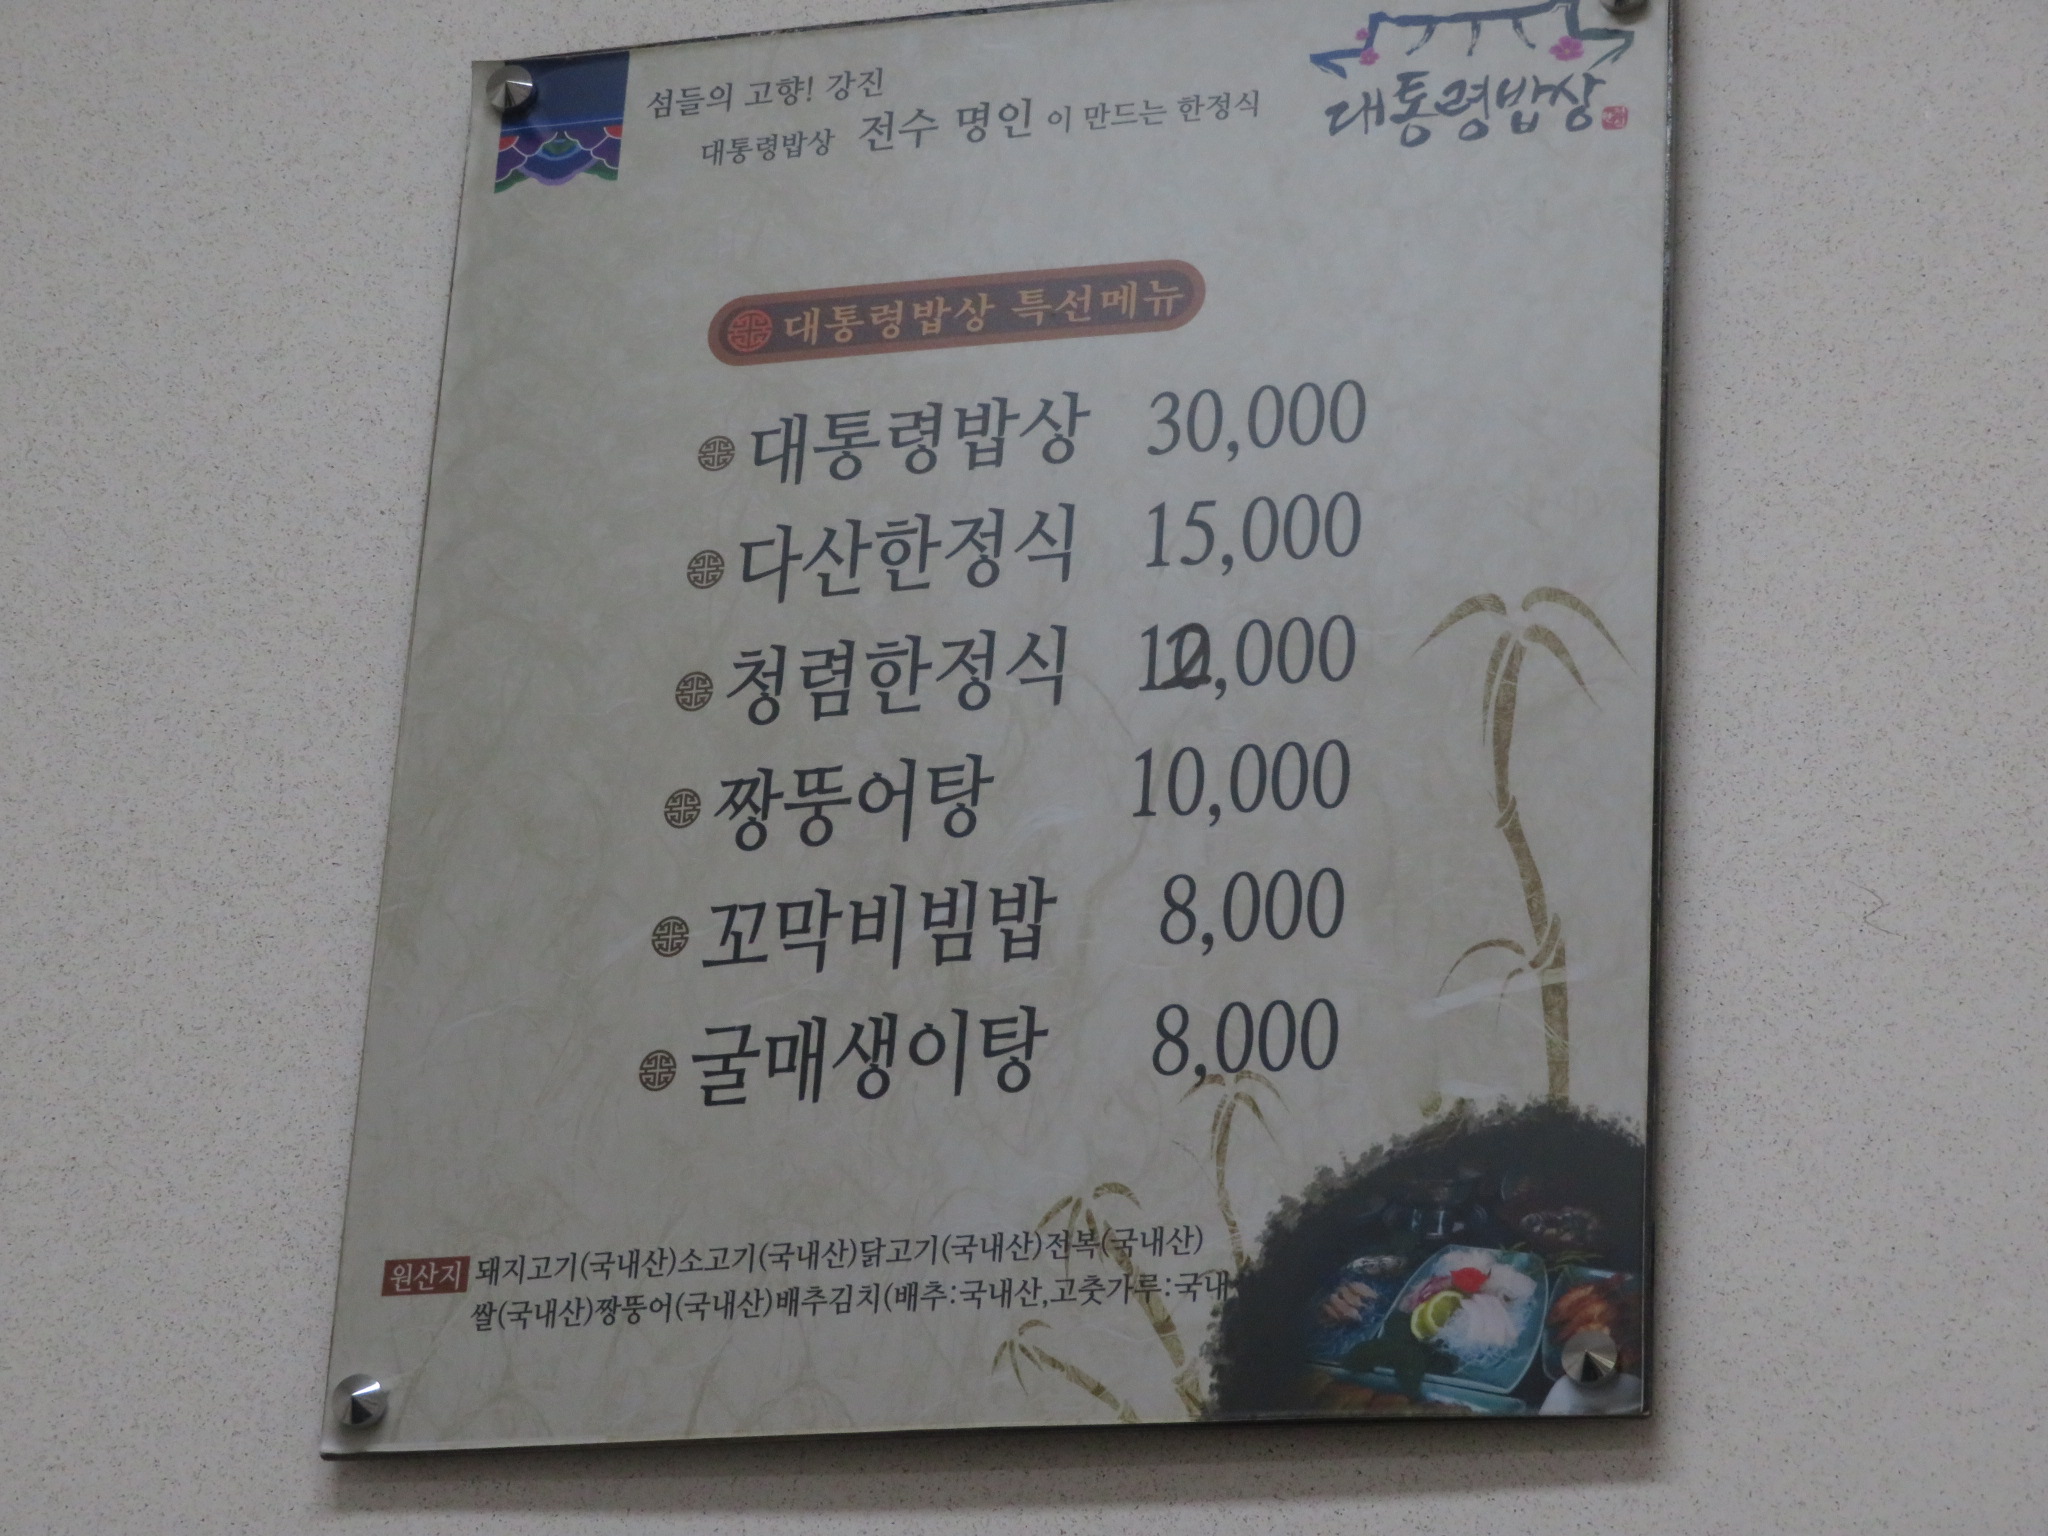 섬들의 고향! 강진
대통령밥상 전수 명인 이 만드는 한정식
대통령밥상
대통령밥상 특선메뉴
대통령밥상 30,000
다산한정식 15,000
청렴한정식 12,000
짱뚱어탕 10,000
꼬막비빔밥 8,000
굴매생이탕 8,000
원산지 돼지고기(국내산)소고기(국내산)닭고기(국내산)전복(국내산)
쌀(국내산)짱뚱어(국내산)배추김치(배추:국내산,고춧가루:국내